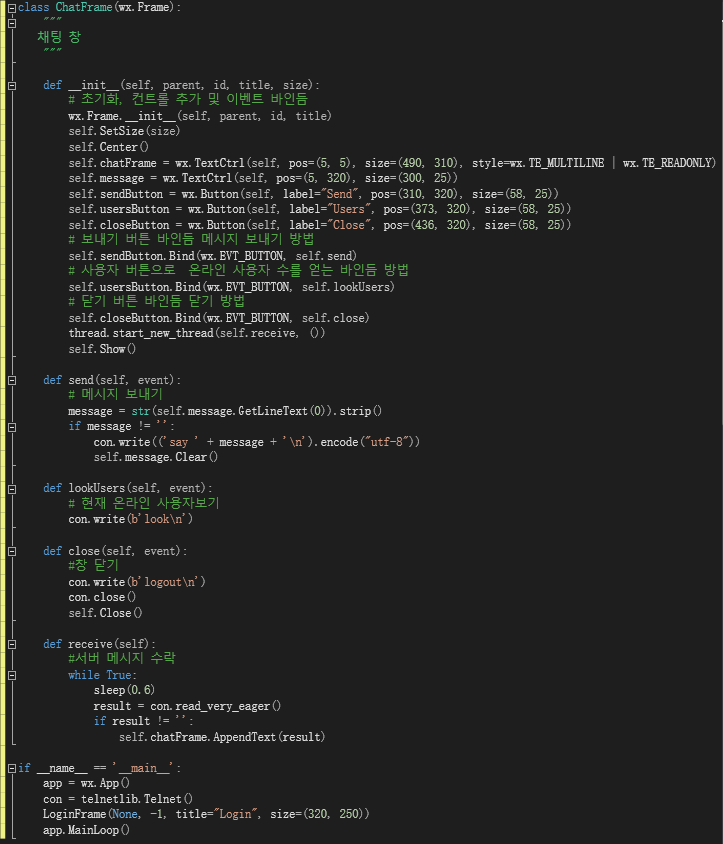 class ChatFrame(wx.Frame):
    """
    채팅 창
    """

    def __init__(self, parent, id, title, size):
        # 초기화, 컨트롤 추가 및 이벤트 바인듬
        wx.Frame.__init__(self, parent, id, title)
        self.SetSize(size)
        self.Center()
        self.chatFrame = wx.TextCtrl(self, pos=(5, 5), size=(490, 310), style=wx.TE_MULTILINE | wx.TE_READONLY)
        self.message = wx.TextCtrl(self, pos=(5, 320), size=(300, 25))
        self.sendButton = wx.Button(self, label="Send", pos=(310, 320), size=(58, 25))
        self.usersButton = wx.Button(self, label="Users", pos=(373, 320), size=(58, 25))
        self.closeButton = wx.Button(self, label="Close", pos=(436, 320), size=(58, 25))
        # 보내기 버튼 바인듬 메시지 보내기 방법
        self.sendButton.Bind(wx.EVT_BUTTON, self.send)
        # 사용자 버튼으로  온라인 사용자 수를 얻는 바인듬 방법
        self.usersButton.Bind(wx.EVT_BUTTON, self.lookUsers)
        # 닫기 버튼 바인듬 닫기 방법
        self.closeButton.Bind(wx.EVT_BUTTON, self.close)
        thread.start_new_thread(self.receive, ())
        self.Show()

    def send(self, event):
        # 메시지 보내기
        message = str(self.message.GetLineText(0)).strip()
        if message != '':
            con.write(('say ' + message + '\n').encode("utf-8"))
            self.message.Clear()

    def lookUsers(self, event):
        # 현재 온라인 사용자보기
        con.write(b'look\n')

    def close(self, event):
        #창 닫기
        con.write(b'logout\n')
        con.close()
        self.Close()

    def receive(self):
        #서버 메시지 수락
        while True:
            sleep(0.6)
            result = con.read_very_eager()
            if result != '':
                self.chatFrame.AppendText(result)

if __name__ == '__main__':
    app = wx.App()
    con = telnetlib.Telnet()
    LoginFrame(None, -1, title="Login", size=(320, 250))
    app.MainLoop()